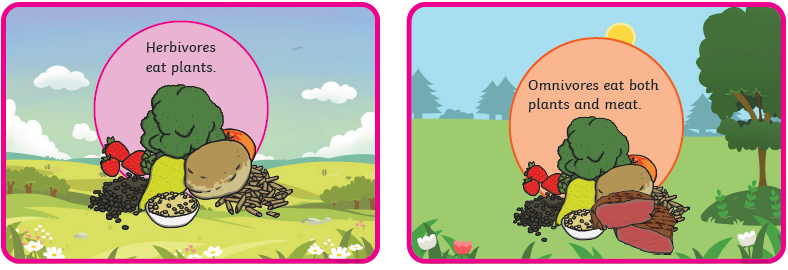 Herbivores
eat plants.
Omnivores eat both
plants and meat.